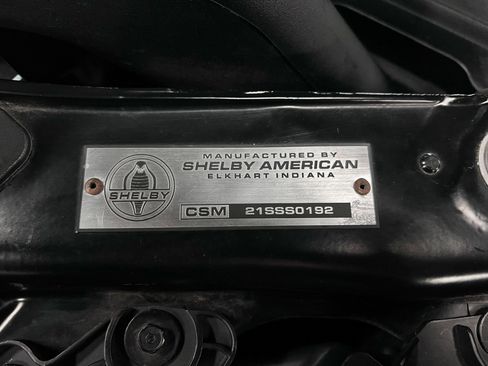 MANUFACTURED BY
SHELBY AMERICAN
ELKHART INDIANA
SHELBY
CSM 21SSS0192